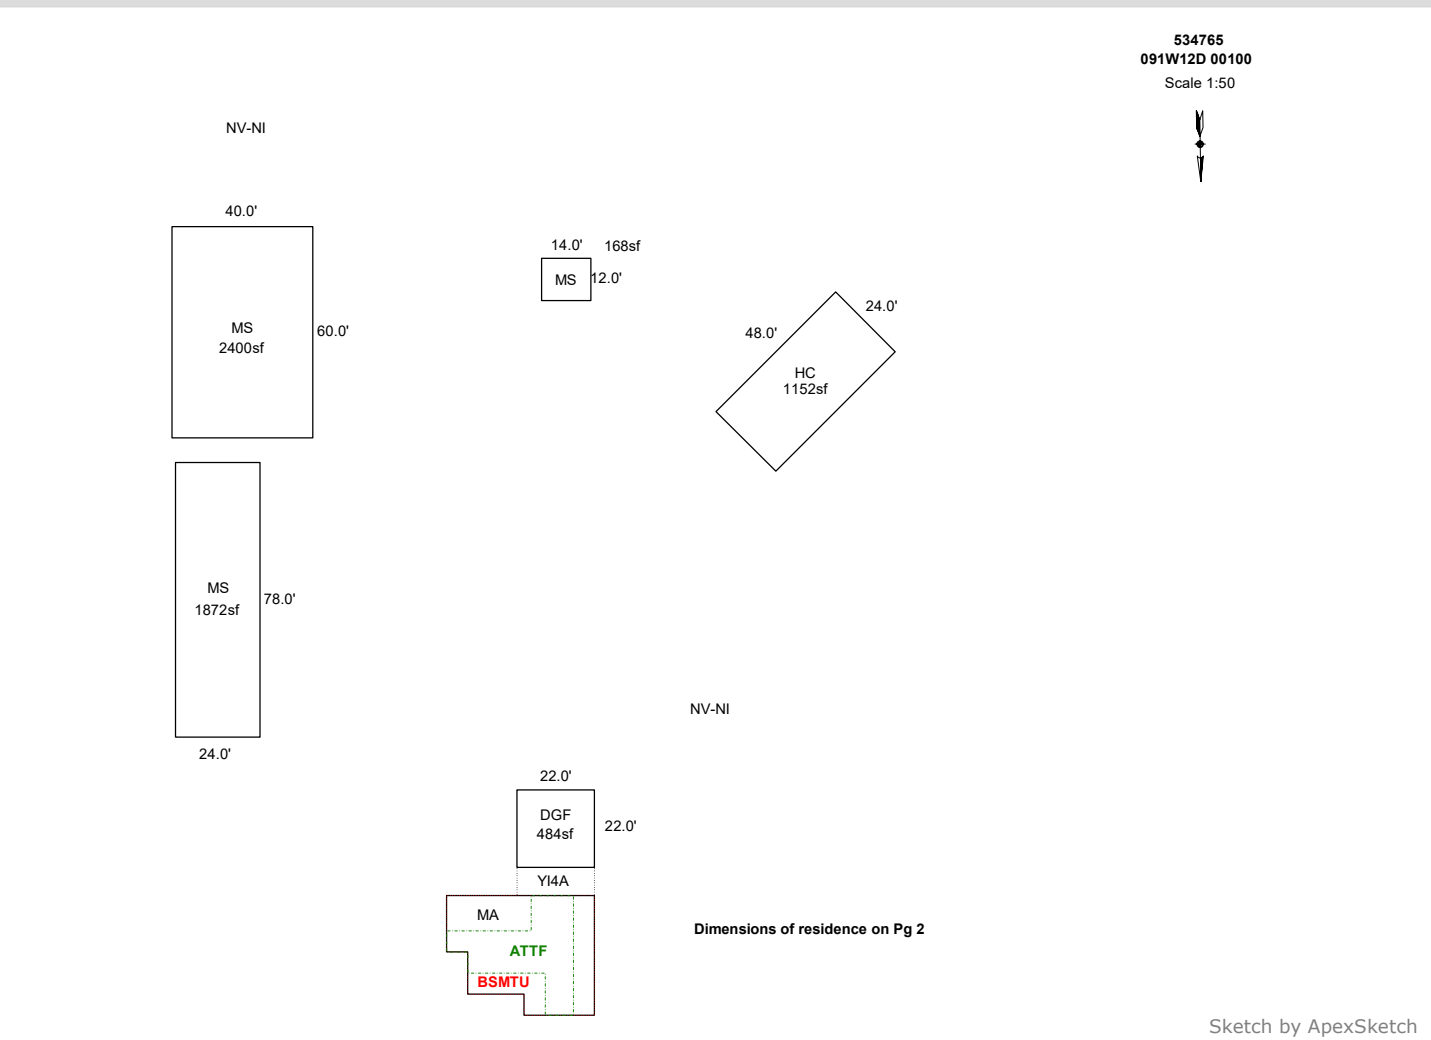 534765
091W12D 00100
Scale 1:50
NV-NI
40.0'
MS
2400sf
60.0'
14.0'
168sf
MS
12.0'
24.0'
48.0'
HC
1152sf
MS
1872sf
78.0'
24.0'
NV-NI
22.0'
DGF
484sf
22.0'
YI4A
MA
ATTF
BSMTU
Dimensions of residence on Pg 2
Sketch by ApexSketch